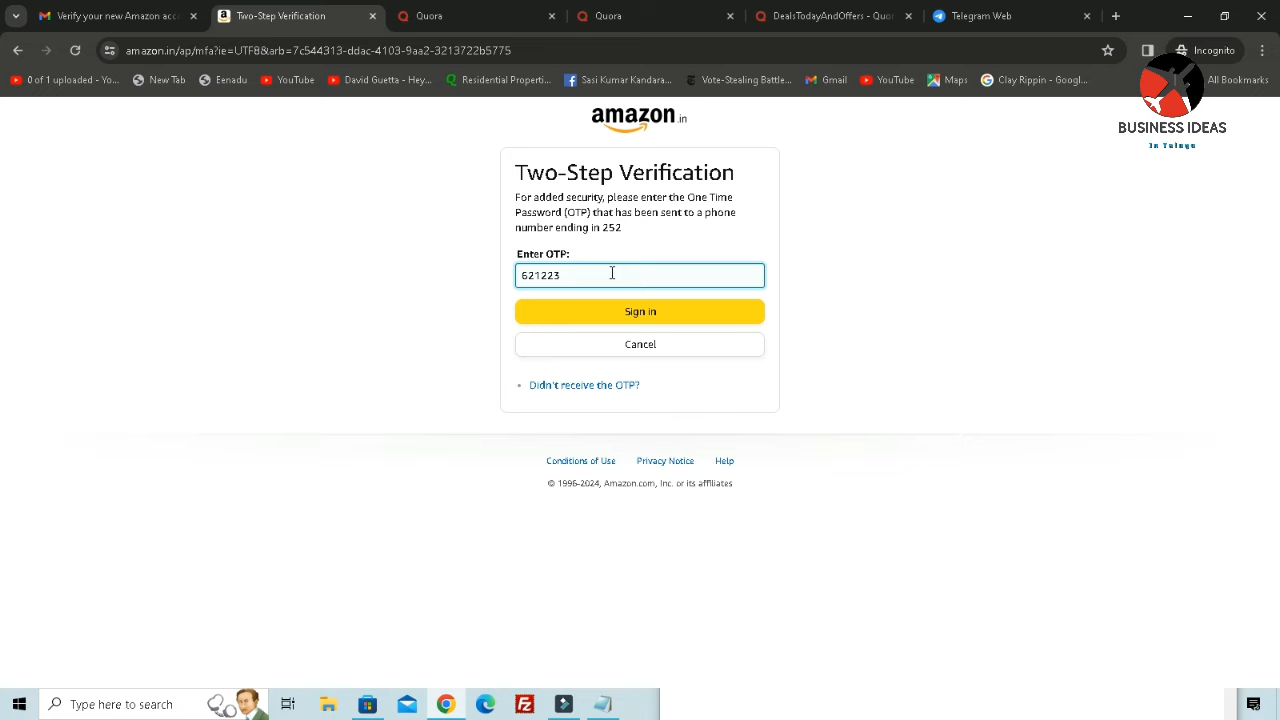 Verify your new Amazon acc
Two-Step Verification
Quora
Quora
DealsTodayAndOffers - Quor
Telegram Web
amazon.in/ap/mfa?ie=UTF8&arb=7c544313-ddac-4103-9aa2-3213722b5775
Incognito
0 of 1 uploaded - Yo...
New Tab
Eenadu
YouTube
David Guetta - Hey...
Residential Properti...
Sasi Kumar Kandara...
Vote-Stealing Battle...
Gmail
YouTube
Maps
Clay Rippin - Googl...
All Bookmarks
BUSINESS IDEAS
In Telugu
amazon.in
Two-Step Verification
For added security, please enter the One Time
Password (OTP) that has been sent to a phone
number ending in 252
Enter OTP:
621223
Sign in
Cancel
Didn't receive the OTP?
Conditions of Use
Privacy Notice
Help
© 1996-2024, Amazon.com, Inc. or its affiliates
Type here to search